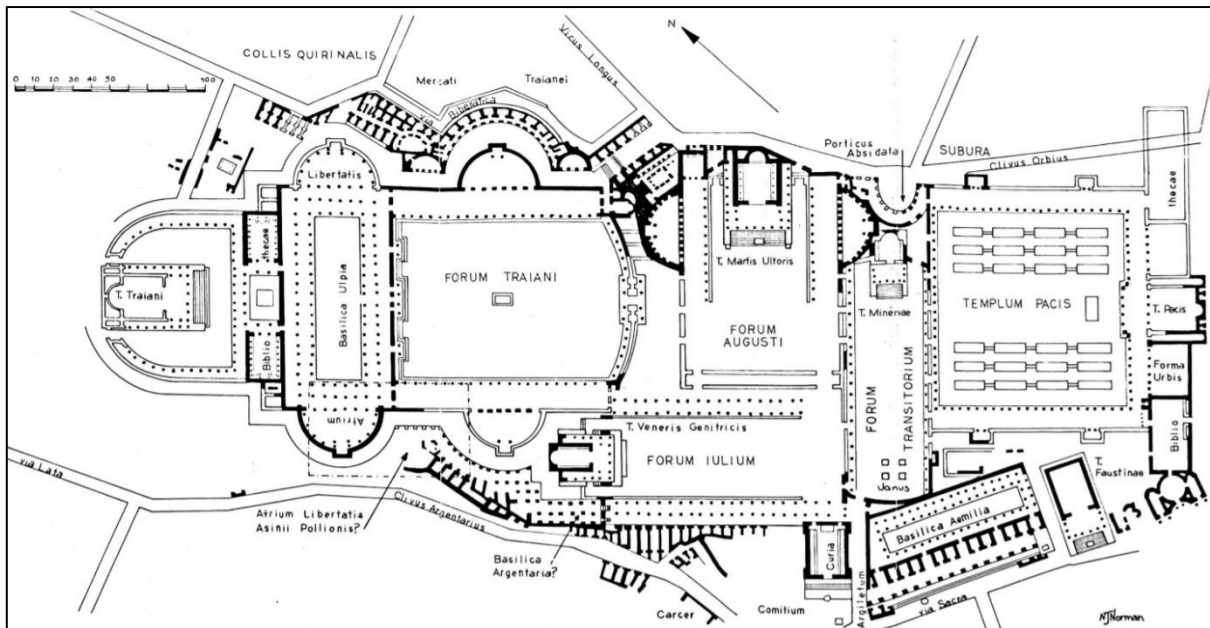 COLLIS QUIRINALIS
0 10 20 30 40 50 100
Mercati Traianei
via Biberatica
Vicus Longus
N
Porticus
Absidata
SUBURA
Clivus Orbius
thecae
Libertatis
thecae
T. Traiani
Basilica Ulpia
FORUM TRAIANI
T. Martis Ultoris
T. Minervae
TEMPLUM PACIS
T. Pacis
FORUM
AUGUSTI
Biblio
Forma
Urbis
FORUM
TRANSITORIUM
Atrium
T. Veneris Genitricis
FORUM IULIUM
Biblio
Janus
T.
Faustinae
via Lata
Atrium Libertatis
Asinii Pollionis?
Clivus Argentarius
Basilica
Argentaria?
Curia
Basilica Aemilia
Carcer
Comitium
Argiletum
via Sacra
NJNorman